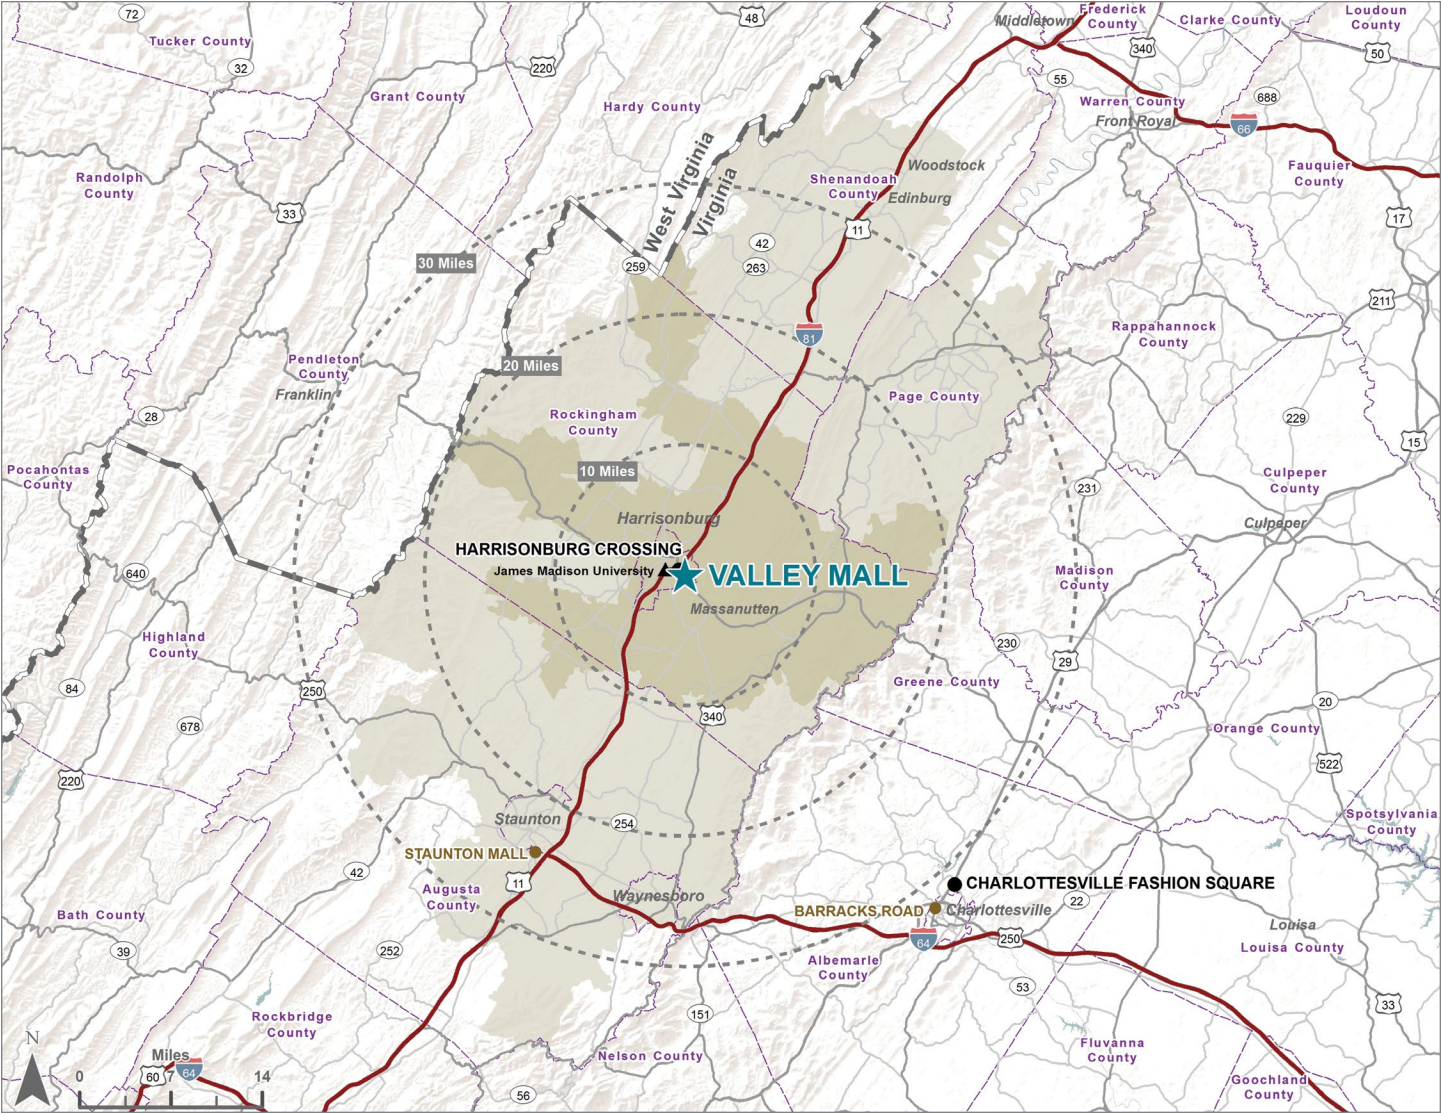 72
48
Middletown
Frederick
County
Clarke County
Loudoun
County
Tucker County
32
220
340
50
Grant County
Hardy County
55
Warren County
688
Front Royal
66
West Virginia
Virginia
Woodstock
Fauquier
County
Randolph
County
Shenandoah
County
Edinburg
33
11
17
42
30 Miles
259
263
211
81
Rappahannock
County
Pendleton
County
20 Miles
Franklin
Page County
28
Rockingham
County
229
15
Pocahontas
County
10 Miles
Culpeper
County
231
Harrisonburg
Culpeper
HARRISONBURG CROSSING
James Madison University
VALLEY MALL
640
Madison
County
Massanutten
Highland
County
230
29
84
250
Greene County
20
678
340
Orange County
220
522
Staunton
254
Spotsylvania
County
STAUNTON MALL
42
11
Augusta
County
Waynesboro
CHARLOTTESVILLE FASHION SQUARE
22
BARRACKS ROAD
Charlottesville
Bath County
Louisa
64
250
39
252
Louisa County
Albemarle
County
53
33
Rockbridge
County
151
N
Miles
64
60
0
7
14
Nelson County
Fluvanna
County
56
Goochland
County